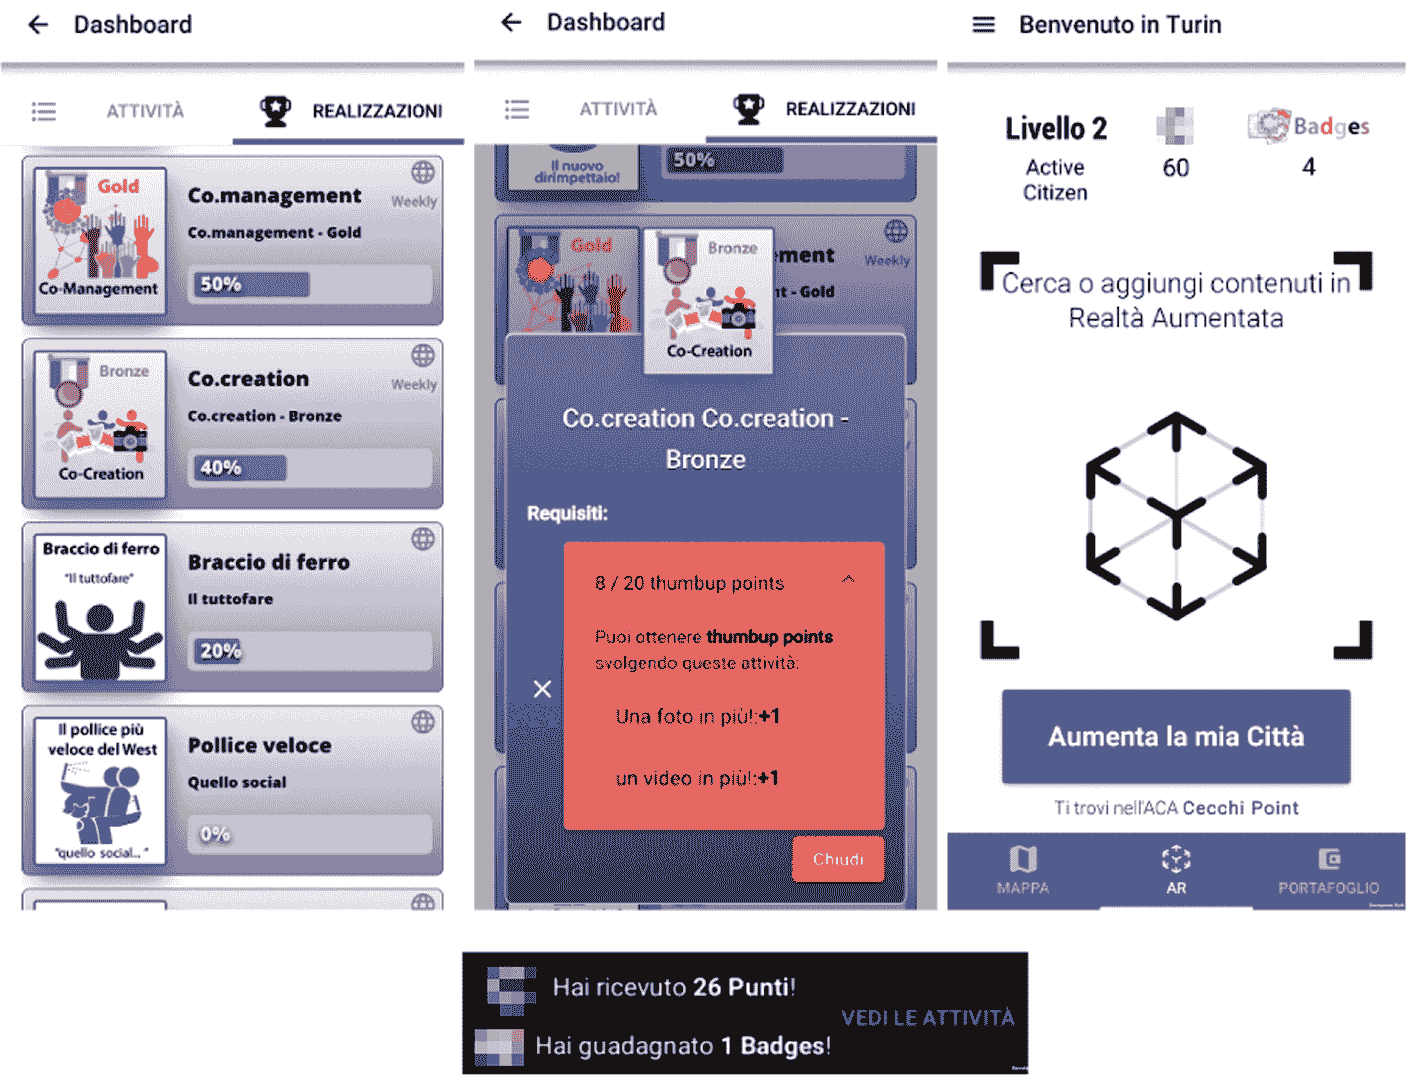 Dashboard
ATTIVITÀ
REALIZZAZIONI
Gold
Co-Management
Co.management
Weekly
Co.management - Gold
50%
Bronze
Co-Creation
Co.creation
Weekly
Co.creation - Bronze
40%
Braccio di ferro
"Il tuttofare"
Braccio di ferro
Il tuttofare
20%
Il pollice più
veloce del West
"quello social..."
Pollice veloce
Quello social
0%
Dashboard
ATTIVITÀ
REALIZZAZIONI
Il nuovo
dirimpettaio!
50%
Gold
Bronze
Co-Creation
ement
Weekly
nt - Gold
Co.creation Co.creation -
Bronze
Requisiti:
8 / 20 thumbup points
Puoi ottenere thumbup points
svolgendo queste attività:
Una foto in più!:+1
un video in più!:+1
Chiudi
Benvenuto in Turin
Livello 2
Active
Citizen
60
Badges
4
Cerca o aggiungi contenuti in
Realtà Aumentata
Aumenta la mia Città
Ti trovi nell'ACA Cecchi Point
MAPPA
AR
PORTAFOGLIO
Hai ricevuto 26 Punti!
VEDI LE ATTIVITÀ
Hai guadagnato 1 Badges!